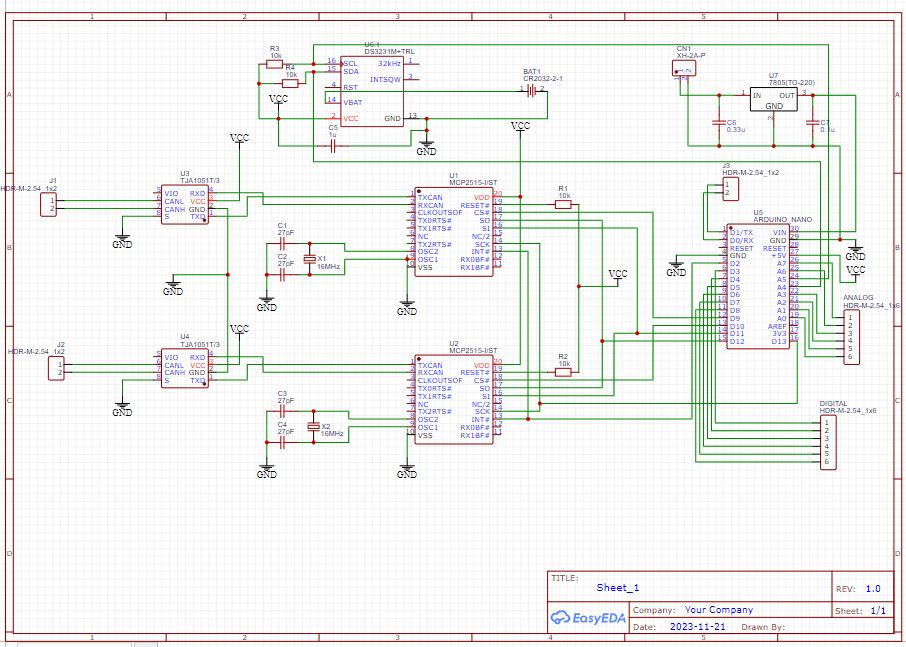 1 2 3 4 5
R3
10k
R4
10k
VCC
DS3231M+TRL
16 SCL 32kHz 1
15 SDA
INTSQW 3
4 RST
14 VBAT
2 VCC GND 13
C5
1u
GND
BAT1
CR2032-2-1
1 2
VCC
CN1
XH-2A-P
1 2
U7
7805(TO-220)
1 IN OUT 3
GND
2
C6
0.33u
C7
0.1u
A
A
VCC
J1
HDR-M-2.54_1x2
1
2
U3
TJA1051T/3
5 VIO RXD 4
6 CANL VCC 3
7 CANH GND 2
8 S TXD 1
GND
GND
C1
27pF
C2
27pF
X1
16MHz
GND
U1
MCP2515-I/ST
1 TXCAN VDD 20
2 RXCAN RESET# 19
3 CLKOUTSOF CS# 18
4 TX0RTS# SO 17
5 TX1RTS# SI 16
6 NC NC/2 15
7 TX2RTS# SCK 14
8 OSC2 INT# 13
9 OSC1 RX0BF# 12
10 VSS RX1BF# 11
GND
R1
10k
VCC
J3
HDR-M-2.54_1x2
1
2
U5
ARDUINO_NANO
1 D1/TX VIN 30
2 D0/RX GND 29
3 RESET RESET 28
4 GND +5V 27
5 D2 A7 26
6 D3 A6 25
7 D4 A5 24
8 D5 A4 23
9 D6 A3 22
10 D7 A2 21
11 D8 A1 20
12 D9 A0 19
13 D10 AREF 18
14 D11 3V3 17
15 D12 D13 16
GND
GND
VCC
ANALOG
HDR-M-2.54_1x6
1
2
3
4
5
6
B
B
VCC
J2
HDR-M-2.54_1x2
1
2
U4
TJA1051T/3
5 VIO RXD 4
6 CANL VCC 3
7 CANH GND 2
8 S TXD 1
GND
C3
27pF
C4
27pF
X2
16MHz
GND
U2
MCP2515-I/ST
1 TXCAN VDD 20
2 RXCAN RESET# 19
3 CLKOUTSOF CS# 18
4 TX0RTS# SO 17
5 TX1RTS# SI 16
6 NC NC/2 15
7 TX2RTS# SCK 14
8 OSC2 INT# 13
9 OSC1 RX0BF# 12
10 VSS RX1BF# 11
GND
R2
10k
DIGITAL
HDR-M-2.54_1x6
1
2
3
4
5
6
C
C
D
D
TITLE:
Sheet_1
REV: 1.0
EasyEDA
Company: Your Company
Sheet: 1/1
Date: 2023-11-21 Drawn By:
1 2 3 4 5